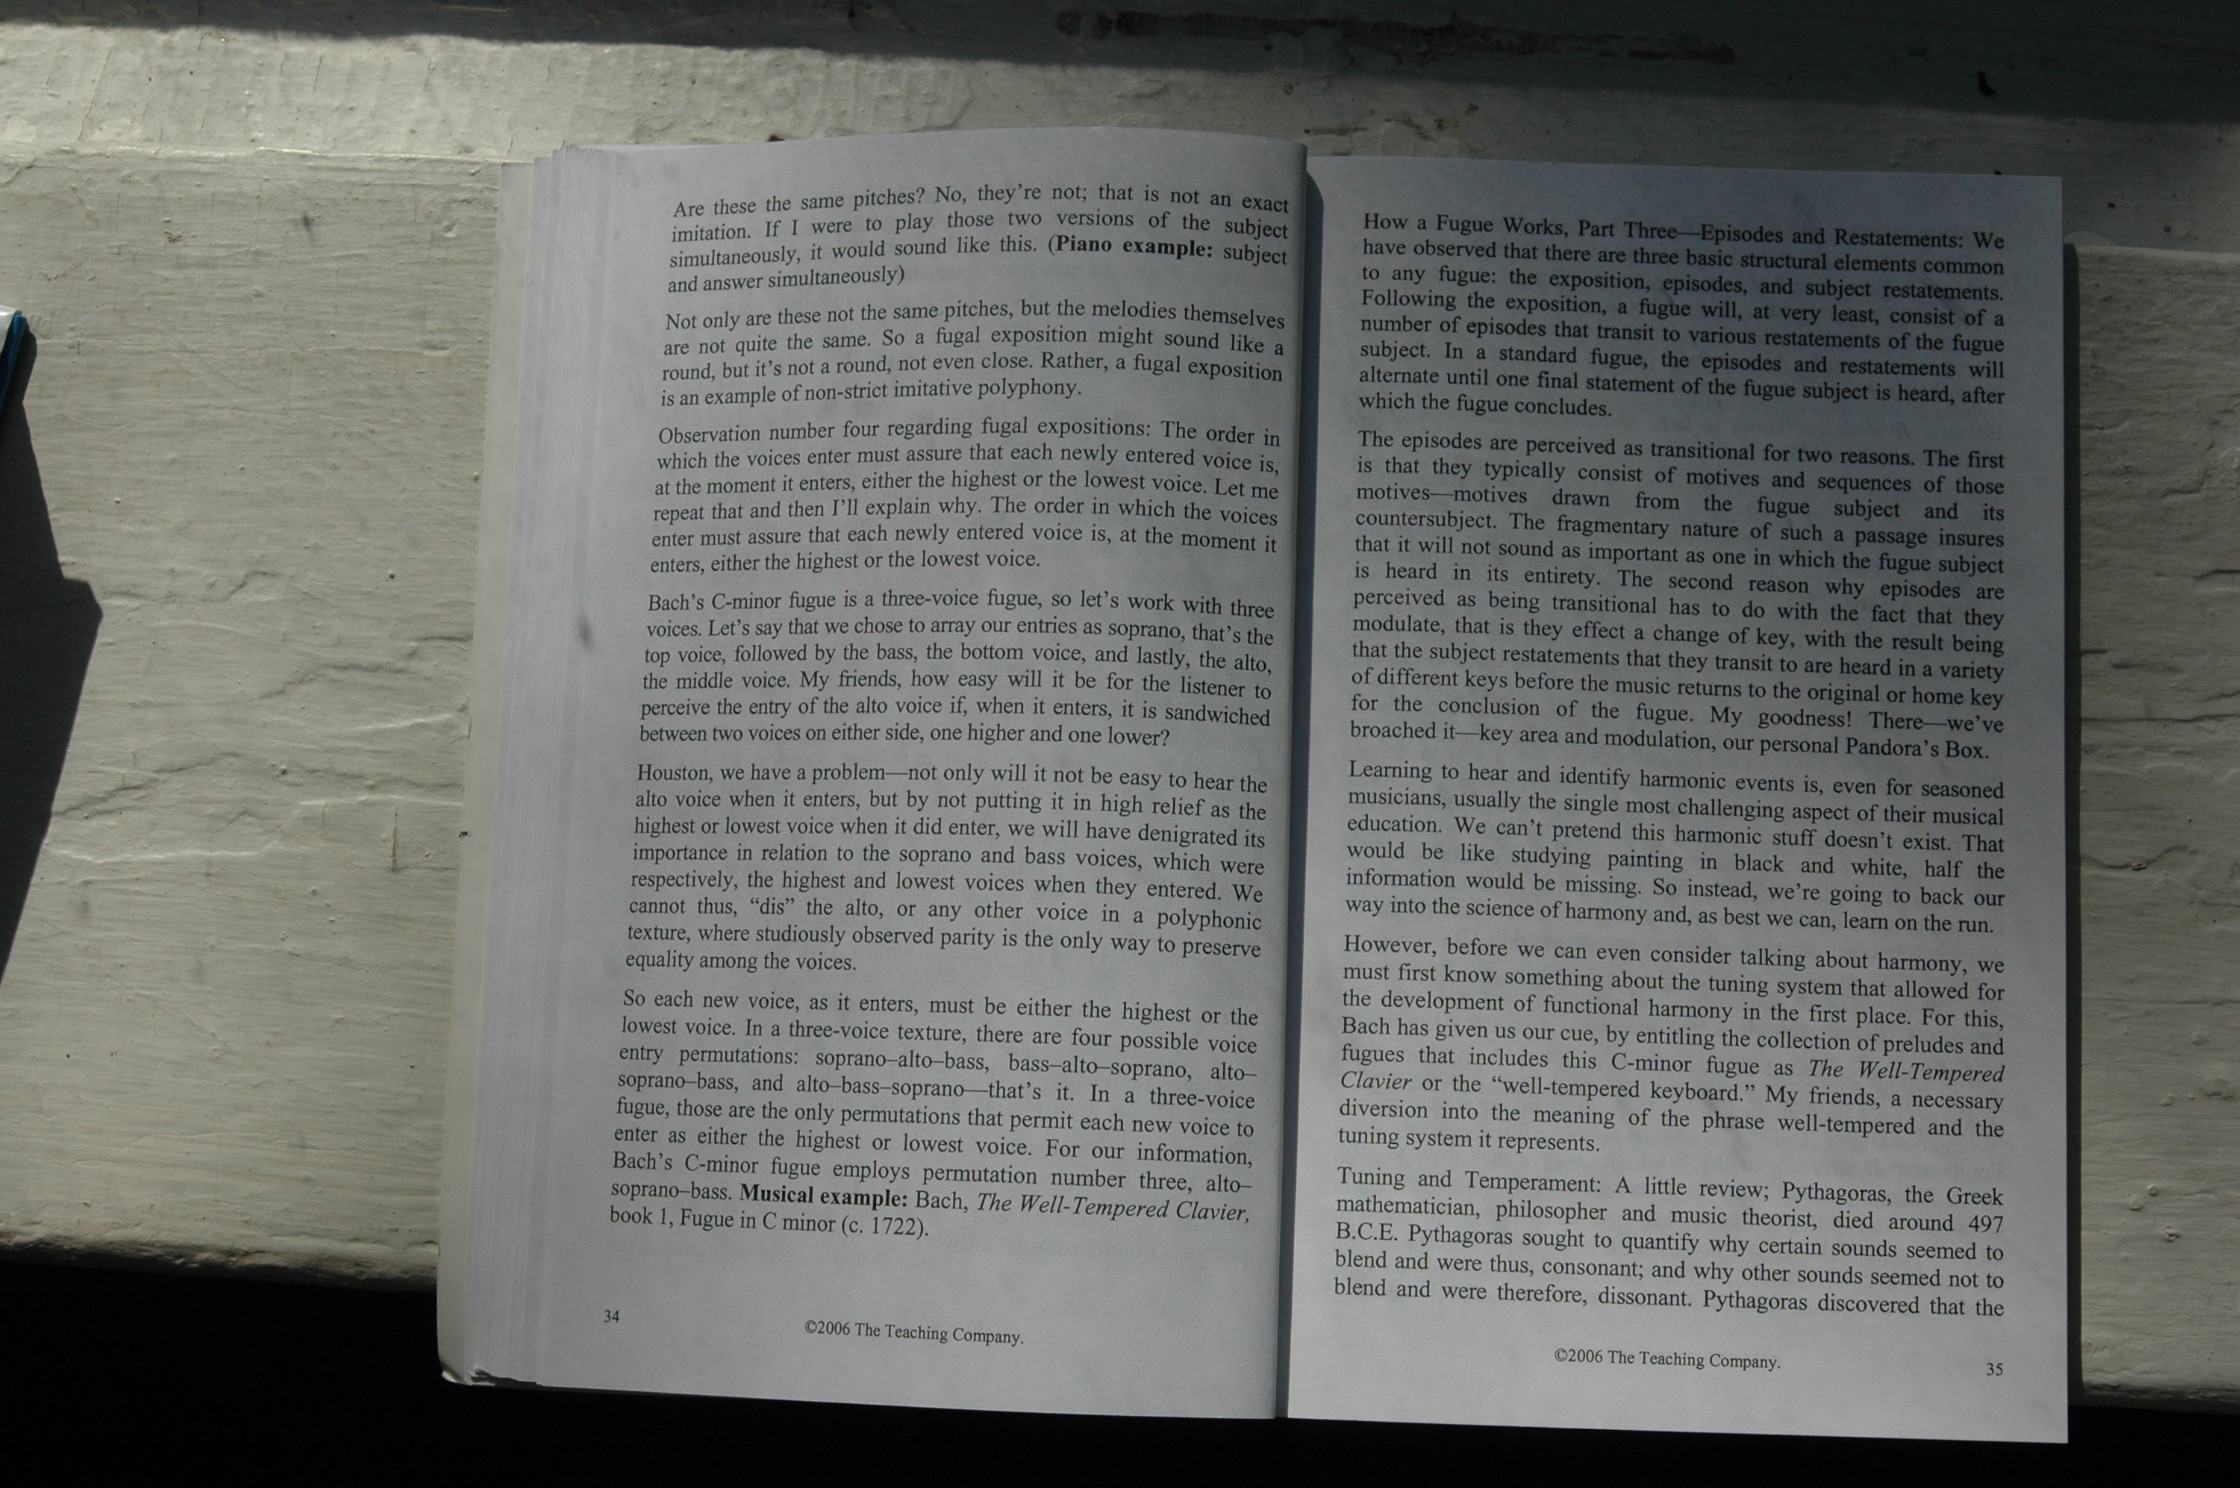 Are these the same pitches? No, they're not; that is not an exact
imitation. If I were to play those two versions of the subject
simultaneously, it would sound like this. (Piano example: subject
and answer simultaneously)
Not only are these not the same pitches, but the melodies themselves
are not quite the same. So a fugal exposition might sound like a
round, but it's not a round, not even close. Rather, a fugal exposition
is an example of non-strict imitative polyphony.
Observation number four regarding fugal expositions: The order in
which the voices enter must assure that each newly entered voice is,
at the moment it enters, either the highest or the lowest voice. Let me
repeat that and then I'll explain why. The order in which the voices
enter must assure that each newly entered voice is, at the moment it
enters, either the highest or the lowest voice.
Bach's C-minor fugue is a three-voice fugue, so let's work with three
voices. Let's say that we chose to array our entries as soprano, that's the
top voice, followed by the bass, the bottom voice, and lastly, the alto,
the middle voice. My friends, how easy will it be for the listener to
perceive the entry of the alto voice if, when it enters, it is sandwiched
between two voices on either side, one higher and one lower?
Houston, we have a problem—not only will it not be easy to hear the
alto voice when it enters, but by not putting it in high relief as the
highest or lowest voice when it did enter, we will have denigrated its
importance in relation to the soprano and bass voices, which were
respectively, the highest and lowest voices when they entered. We
cannot thus, "dis" the alto, or any other voice in a polyphonic
texture, where studiously observed parity is the only way to preserve
equality among the voices.
So each new voice, as it enters, must be either the highest or the
lowest voice. In a three-voice texture, there are four possible voice
entry permutations: soprano–alto–bass, bass–alto–soprano, alto–
soprano–bass, and alto–bass–soprano—that's it. In a three-voice
fugue, those are the only permutations that permit each new voice to
enter as either the highest or lowest voice. For our information,
Bach's C-minor fugue employs permutation number three, alto–
soprano–bass. Musical example: Bach, The Well-Tempered Clavier,
book 1, Fugue in C minor (c. 1722).
34
©2006 The Teaching Company.
How a Fugue Works, Part Three—Episodes and Restatements: We
have observed that there are three basic structural elements common
to any fugue: the exposition, episodes, and subject restatements.
Following the exposition, a fugue will, at very least, consist of a
number of episodes that transit to various restatements of the fugue
subject. In a standard fugue, the episodes and restatements will
alternate until one final statement of the fugue subject is heard, after
which the fugue concludes.
The episodes are perceived as transitional for two reasons. The first
is that they typically consist of motives and sequences of those
motives—motives drawn from the fugue subject and its
countersubject. The fragmentary nature of such a passage insures
that it will not sound as important as one in which the fugue subject
is heard in its entirety. The second reason why episodes are
perceived as being transitional has to do with the fact that they
modulate, that is they effect a change of key, with the result being
that the subject restatements that they transit to are heard in a variety
of different keys before the music returns to the original or home key
for the conclusion of the fugue. My goodness! There—we've
broached it—key area and modulation, our personal Pandora's Box.
Learning to hear and identify harmonic events is, even for seasoned
musicians, usually the single most challenging aspect of their musical
education. We can't pretend this harmonic stuff doesn't exist. That
would be like studying painting in black and white, half the
information would be missing. So instead, we're going to back our
way into the science of harmony and, as best we can, learn on the run.
However, before we can even consider talking about harmony, we
must first know something about the tuning system that allowed for
the development of functional harmony in the first place. For this,
Bach has given us our cue, by entitling the collection of preludes and
fugues that includes this C-minor fugue as The Well-Tempered
Clavier or the "well-tempered keyboard." My friends, a necessary
diversion into the meaning of the phrase well-tempered and the
tuning system it represents.
Tuning and Temperament: A little review; Pythagoras, the Greek
mathematician, philosopher and music theorist, died around 497
B.C.E. Pythagoras sought to quantify why certain sounds seemed to
blend and were thus, consonant; and why other sounds seemed not to
blend and were therefore, dissonant. Pythagoras discovered that the
©2006 The Teaching Company.
35